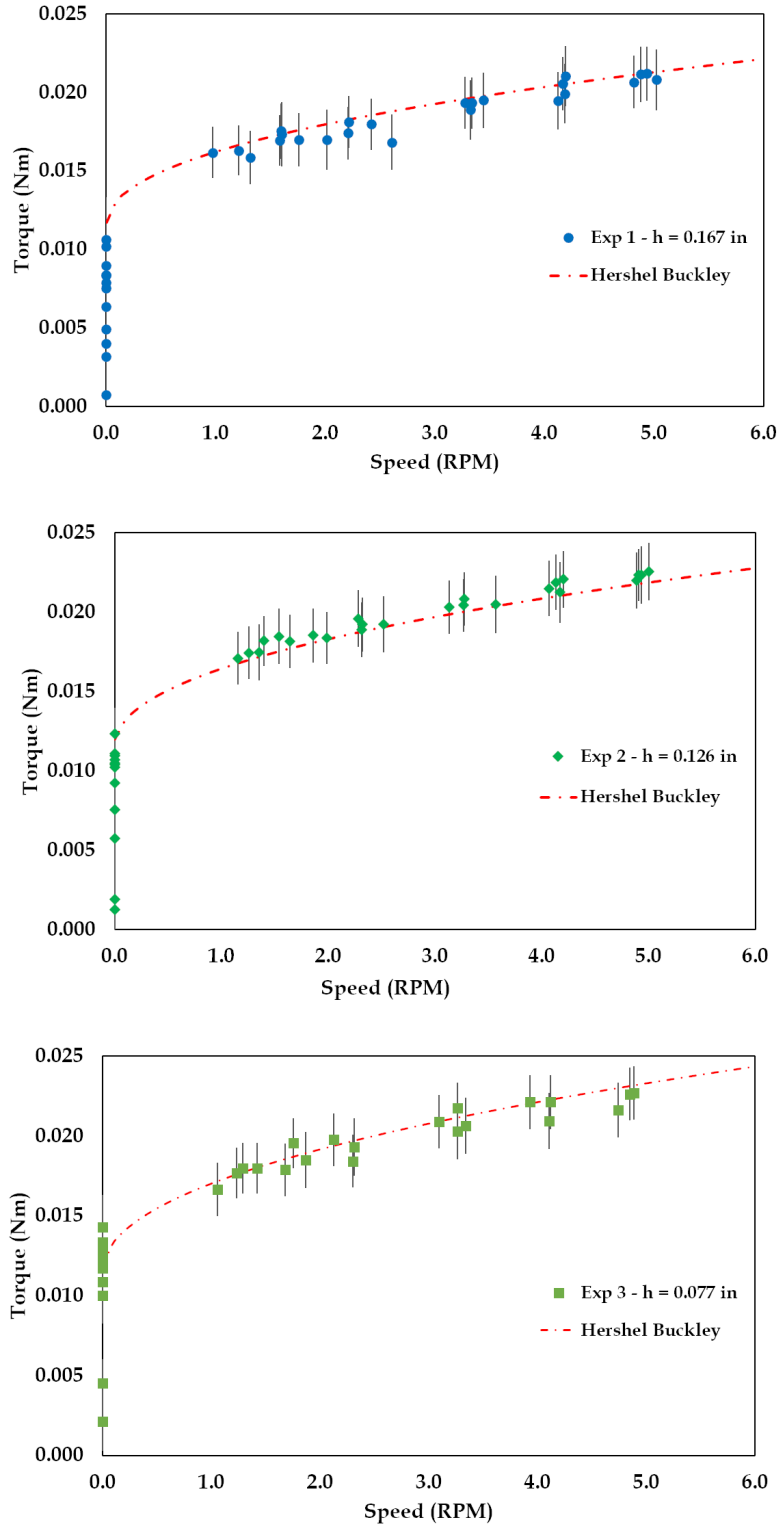 0.025
0.020
0.015
0.010
0.005
0.000
Torque (Nm)
Exp 1 - h = 0.167 in
Hershel Buckley
0.0 1.0 2.0 3.0 4.0 5.0 6.0
Speed (RPM)
0.025
0.020
0.015
0.010
0.005
0.000
Torque (Nm)
Exp 2 - h = 0.126 in
Hershel Buckley
0.0 1.0 2.0 3.0 4.0 5.0 6.0
Speed (RPM)
0.025
0.020
0.015
0.010
0.005
0.000
Torque (Nm)
Exp 3 - h = 0.077 in
Hershel Buckley
0.0 1.0 2.0 3.0 4.0 5.0 6.0
Speed (RPM)